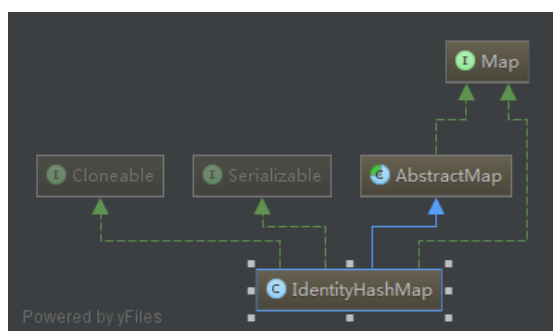 I Map
I Cloneable
I Serializable
C AbstractMap
C IdentityHashMap
Powered by yFiles